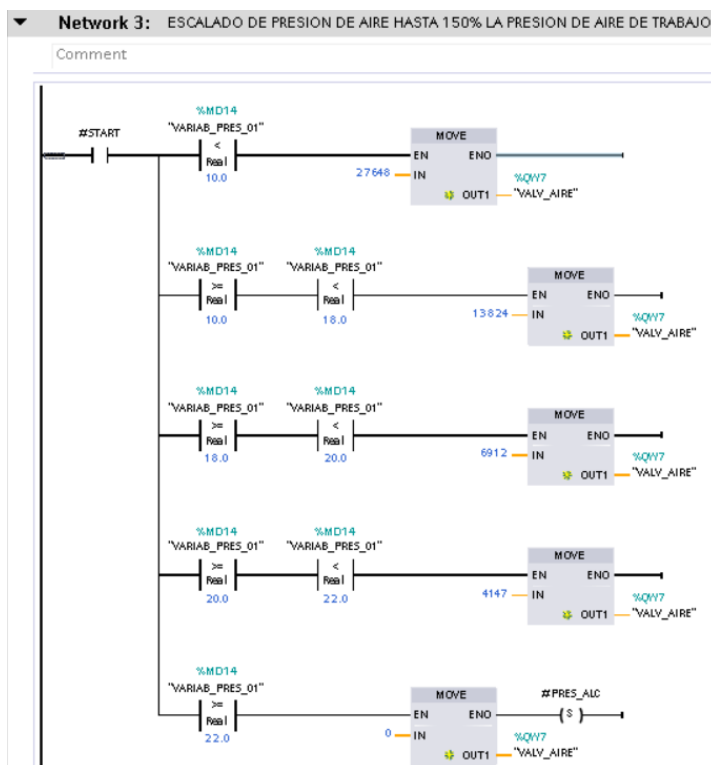 Network 3: ESCALADO DE PRESION DE AIRE HASTA 150% LA PRESION DE AIRE DE TRABAJO
Comment
%MD14
#START
"VARIAB_PRES_01"
<
Real
10.0
MOVE
EN ENO
27648 IN
%QW7
OUT1 "VALV_AIRE"
%MD14 %MD14
"VARIAB_PRES_01" "VARIAB_PRES_01"
>= <
Real Real
10.0 18.0
MOVE
EN ENO
13824 IN
%QW7
OUT1 "VALV_AIRE"
%MD14 %MD14
"VARIAB_PRES_01" "VARIAB_PRES_01"
>= <
Real Real
18.0 20.0
MOVE
EN ENO
6912 IN
%QW7
OUT1 "VALV_AIRE"
%MD14 %MD14
"VARIAB_PRES_01" "VARIAB_PRES_01"
>= <
Real Real
20.0 22.0
MOVE
EN ENO
4147 IN
%QW7
OUT1 "VALV_AIRE"
%MD14
"VARIAB_PRES_01"
>=
Real
22.0
MOVE
#PRES_ALC
EN ENO
S
0 IN
%QW7
OUT1 "VALV_AIRE"